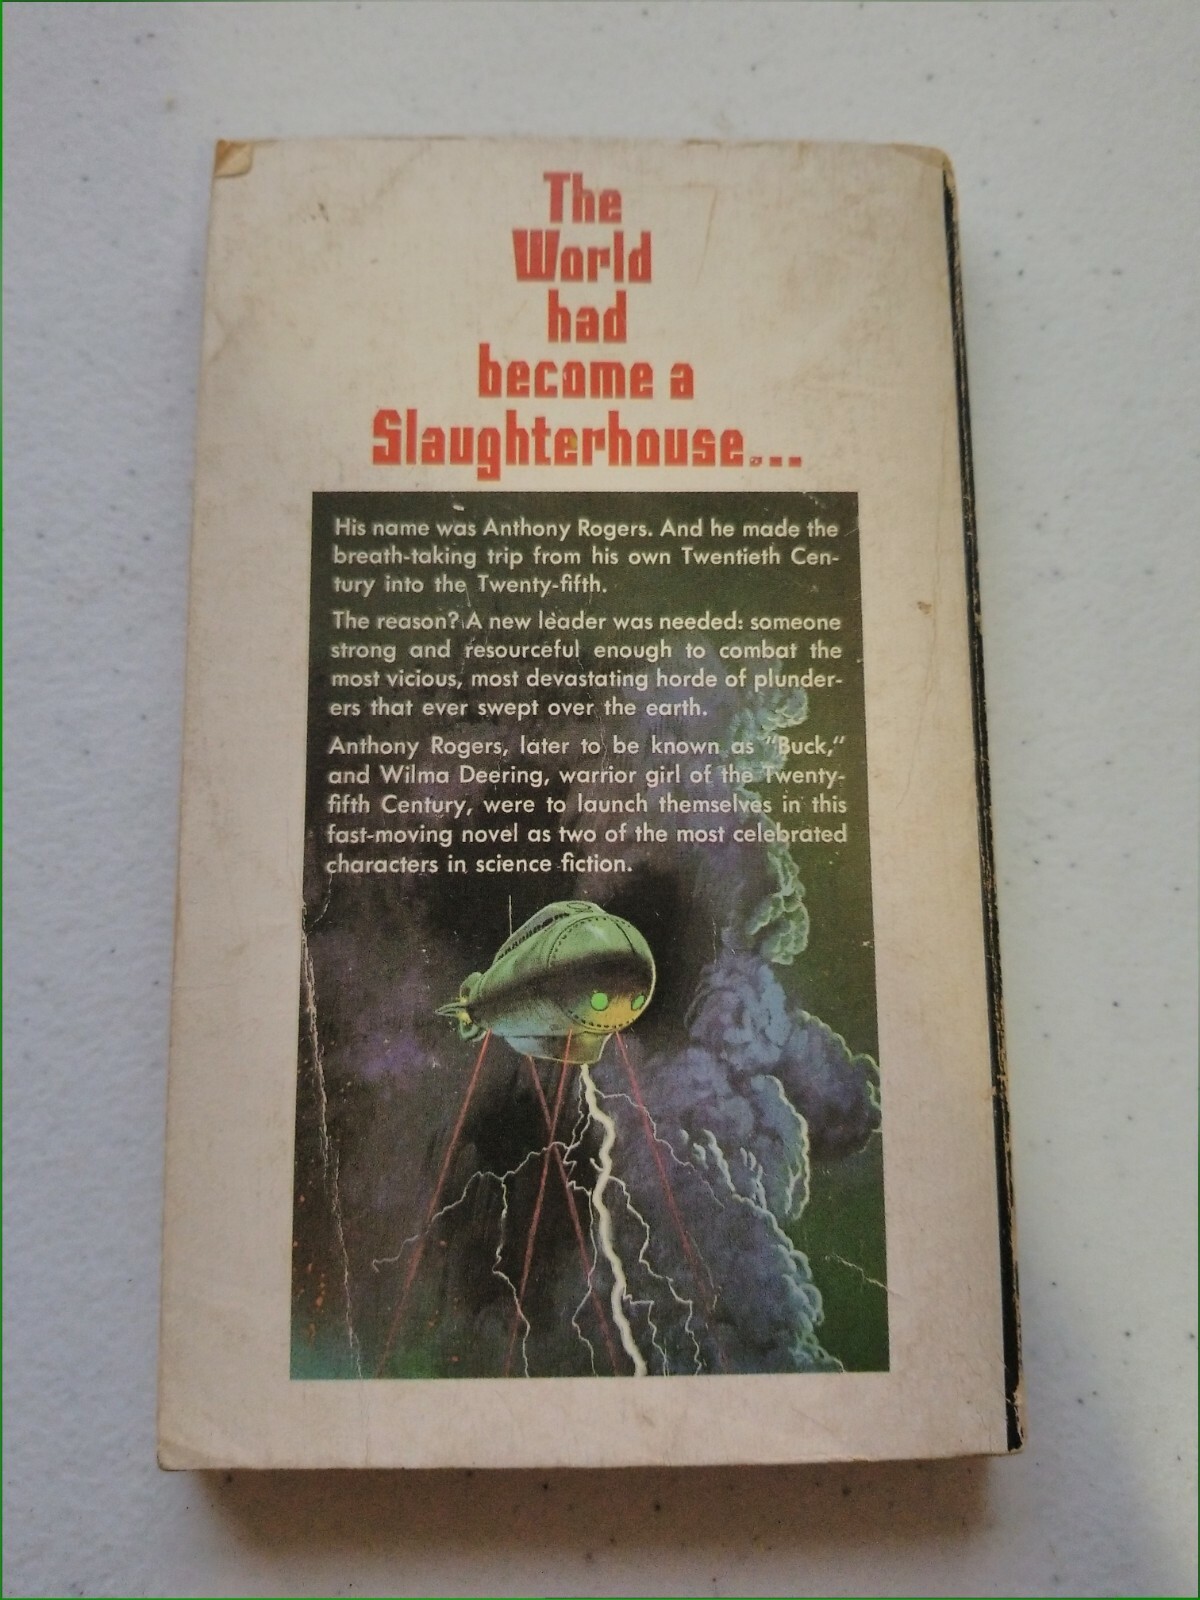 The
World
had
become a
Slaughterhouse...
His name was Anthony Rogers. And he made the
breath-taking trip from his own Twentieth Cen-
tury into the Twenty-fifth.
The reason? A new leader was needed: someone
strong and resourceful enough to combat the
most vicious, most devastating horde of plunder-
ers that ever swept over the earth.
Anthony Rogers, later to be known as "Buck,"
and Wilma Deering, warrior girl of the Twenty-
fifth Century, were to launch themselves in this
fast-moving novel as two of the most celebrated
characters in science fiction.